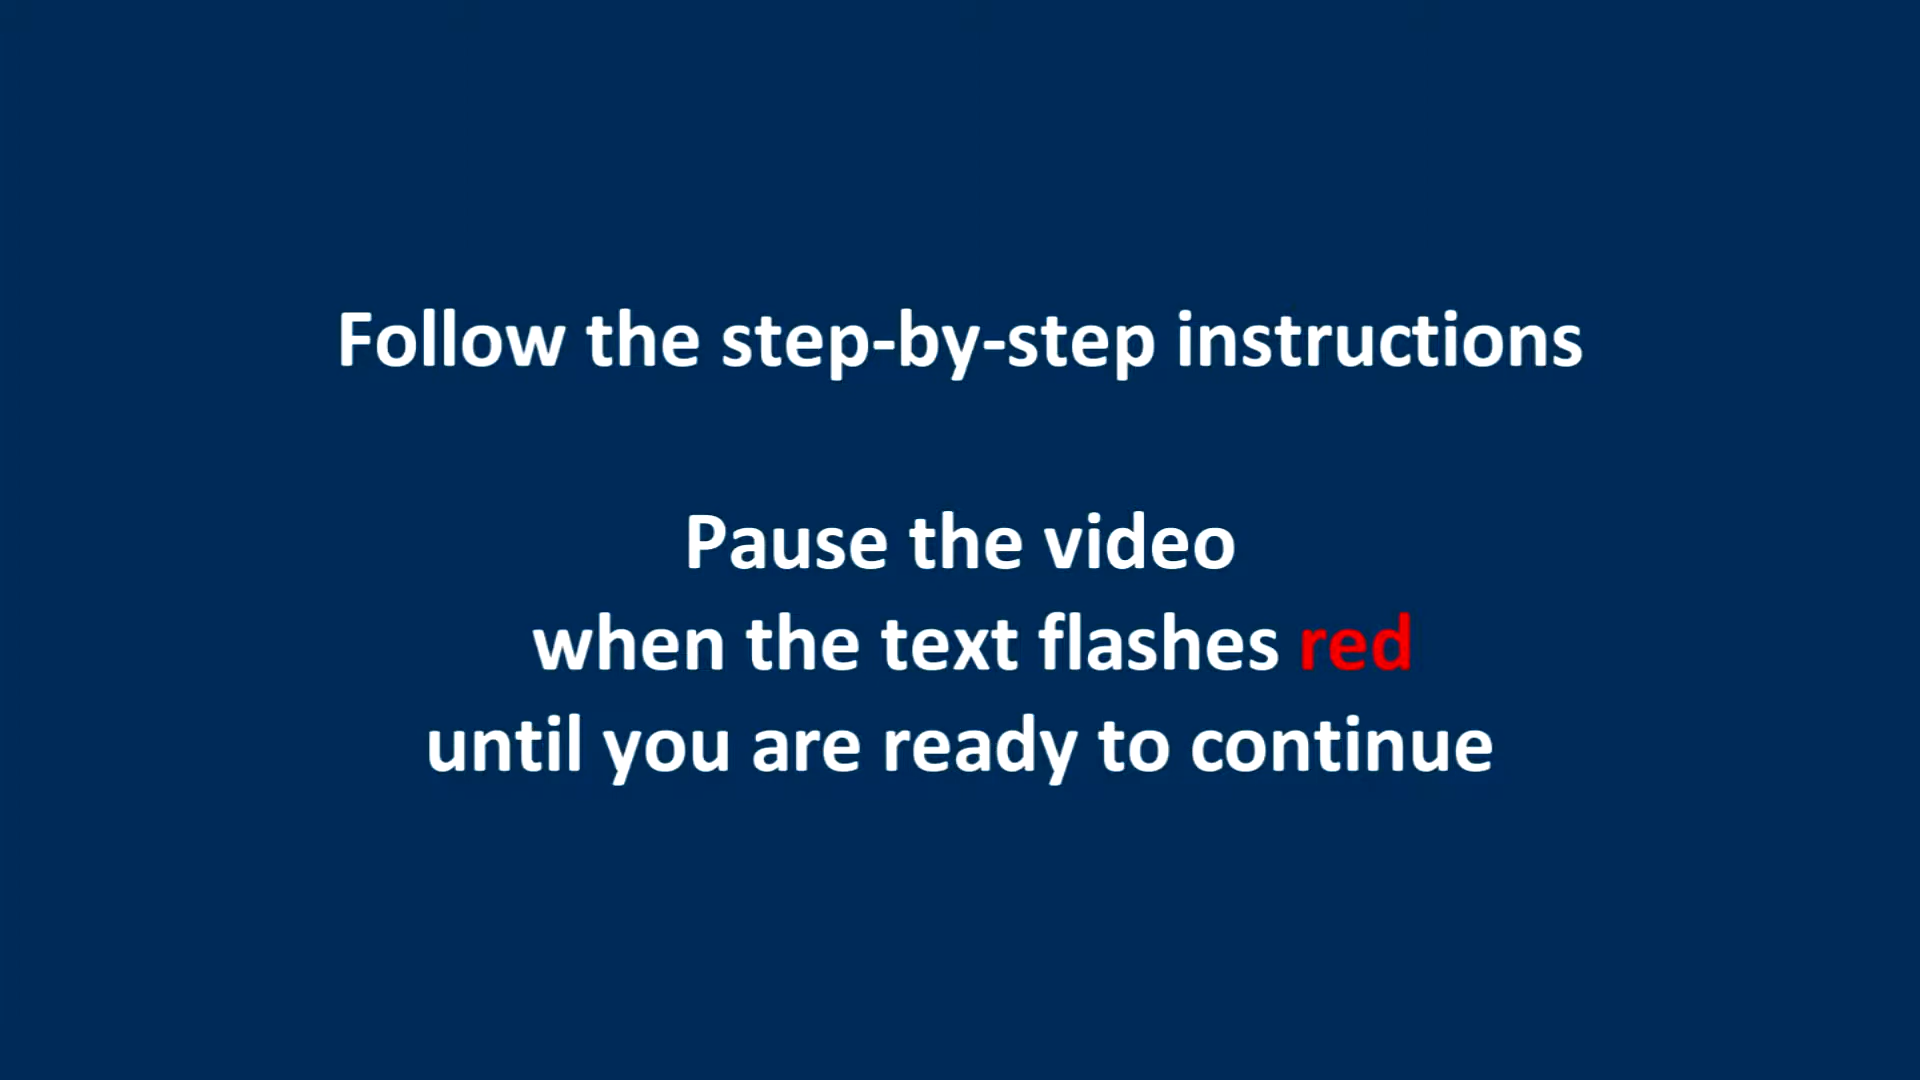 Follow the step-by-step instructions
Pause the video
when the text flashes red
until you are ready to continue